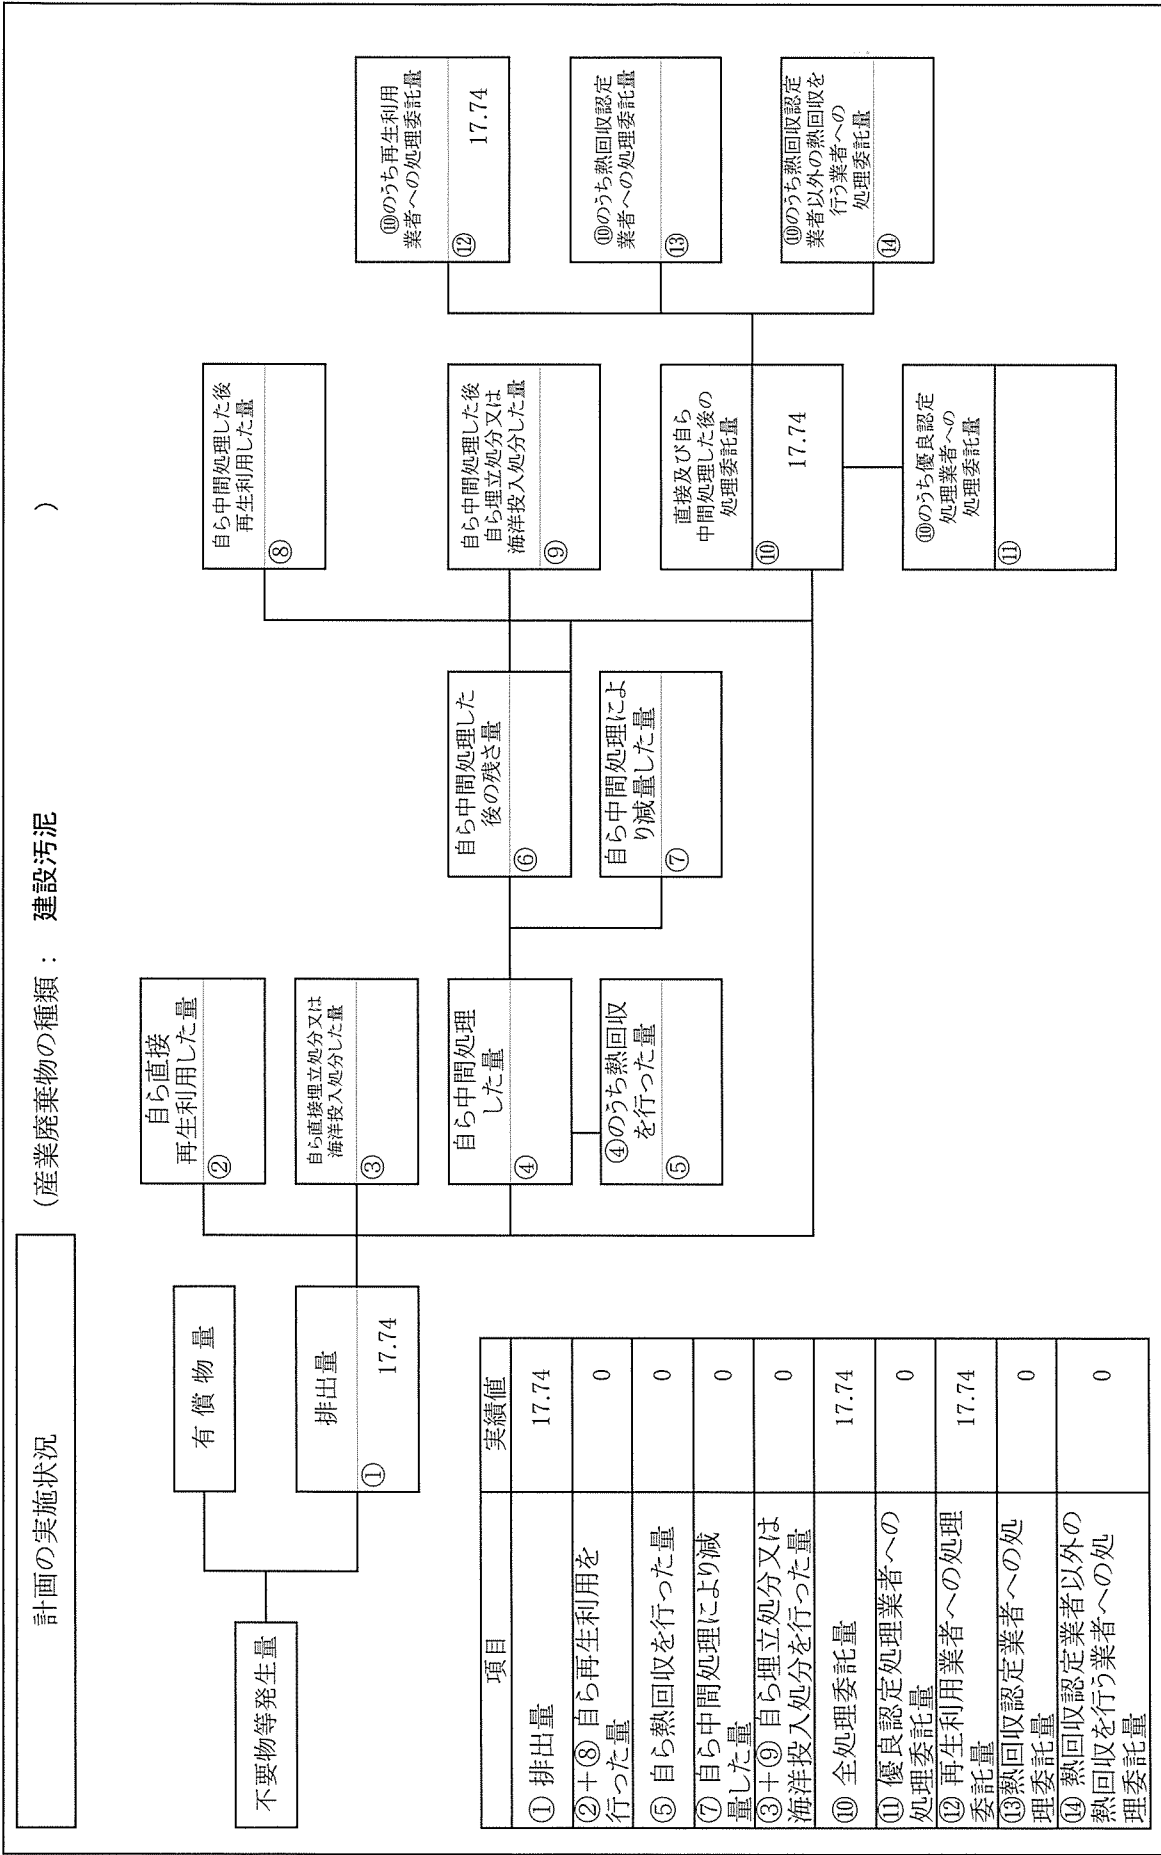 計画の実施状況
（産業廃棄物の種類： 建設汚泥 ）
不要物等発生量
有償物量
排出量
① 17.74
自ら直接
再生利用した量
②
自ら直接埋立処分又は
海洋投入処分した量
③
自ら中間処理
した量
④
④のうち熱回収
を行った量
⑤
自ら中間処理した
後の残さ量
⑥
自ら中間処理によ
り減量した量
⑦
自ら中間処理した後
再生利用した量
⑧
自ら中間処理した後
自ら埋立処分又は
海洋投入処分した量
⑨
直接及び自ら
中間処理した後の
処理委託量
⑩ 17.74
⑩のうち優良認定
処理業者への
処理委託量
⑪
⑩のうち再生利用
業者への処理委託量
⑫ 17.74
⑩のうち熱回収認定
業者への処理委託量
⑬
⑩のうち熱回収認定
業者以外の熱回収を
行う業者への
処理委託量
⑭
項目 実績値
① 排出量 17.74
②＋⑧ 自ら再生利用を
行った量 0
⑤ 自ら熱回収を行った量 0
⑦ 自ら中間処理により減
量した量 0
③＋⑨ 自ら埋立処分又は
海洋投入処分を行った量 0
⑩ 全処理委託量 17.74
⑪ 優良認定処理業者への
処理委託量 0
⑫ 再生利用業者への処理
委託量 17.74
⑬熱回収認定業者への処
理委託量 0
⑭ 熱回収認定業者以外の
熱回収を行う業者への処
理委託量 0